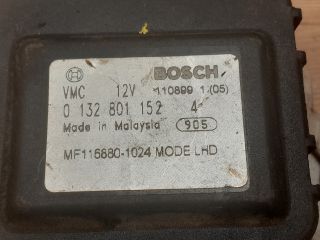 BOSCH
VMC 12V 110899 1 (05)
0 132 801 152 4
Made in Malaysia 905
MF116680-1024 MODE LHD